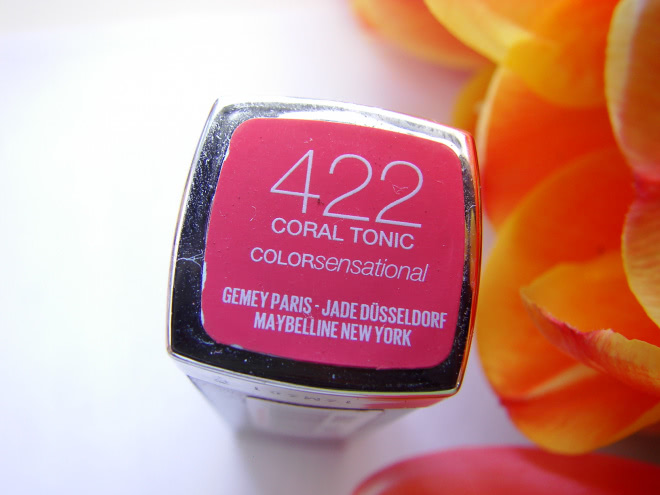 422
CORAL TONIC
COLORsensational
GEMEY PARIS - JADE DÜSSELDORF
MAYBELLINE NEW YORK